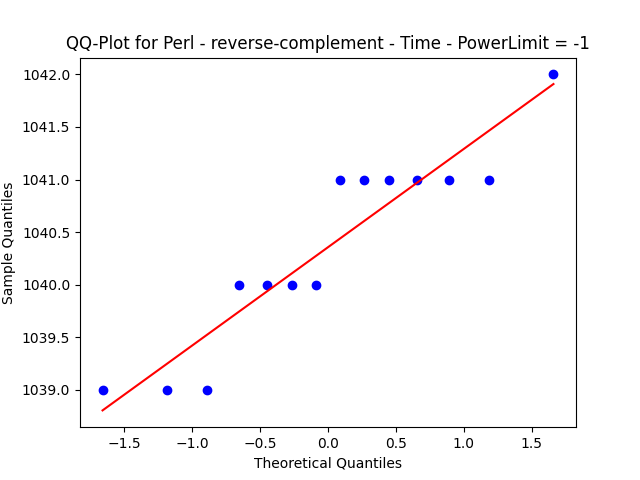 QQ-Plot for Perl - reverse-complement - Time - PowerLimit = -1
1042.0
1041.5
1041.0
1040.5
1040.0
1039.5
1039.0
Sample Quantiles
−1.5 −1.0 −0.5 0.0 0.5 1.0 1.5
Theoretical Quantiles